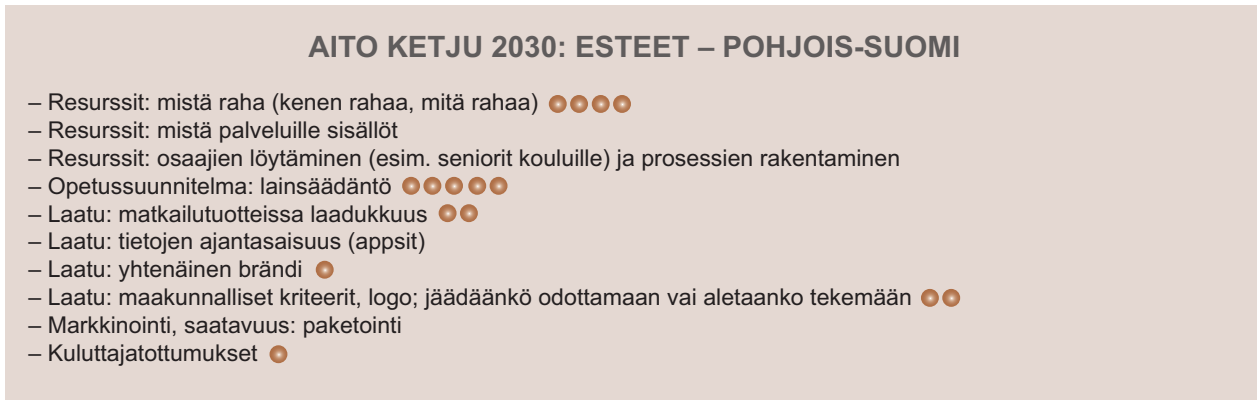 AITO KETJU 2030: ESTEET – POHJOIS-SUOMI
– Resurssit: mistä raha (kenen rahaa, mitä rahaa)
– Resurssit: mistä palveluille sisällöt
– Resurssit: osaajien löytäminen (esim. seniorit kouluille) ja prosessien rakentaminen
– Opetussuunnitelma: lainsäädäntö
– Laatu: matkailutuotteissa laadukkuus
– Laatu: tietojen ajantasaisuus (appsit)
– Laatu: yhtenäinen brändi
– Laatu: maakunnalliset kriteerit, logo; jäädäänkö odottamaan vai aletaanko tekemään
– Markkinointi, saatavuus: paketointi
– Kuluttajatottumukset